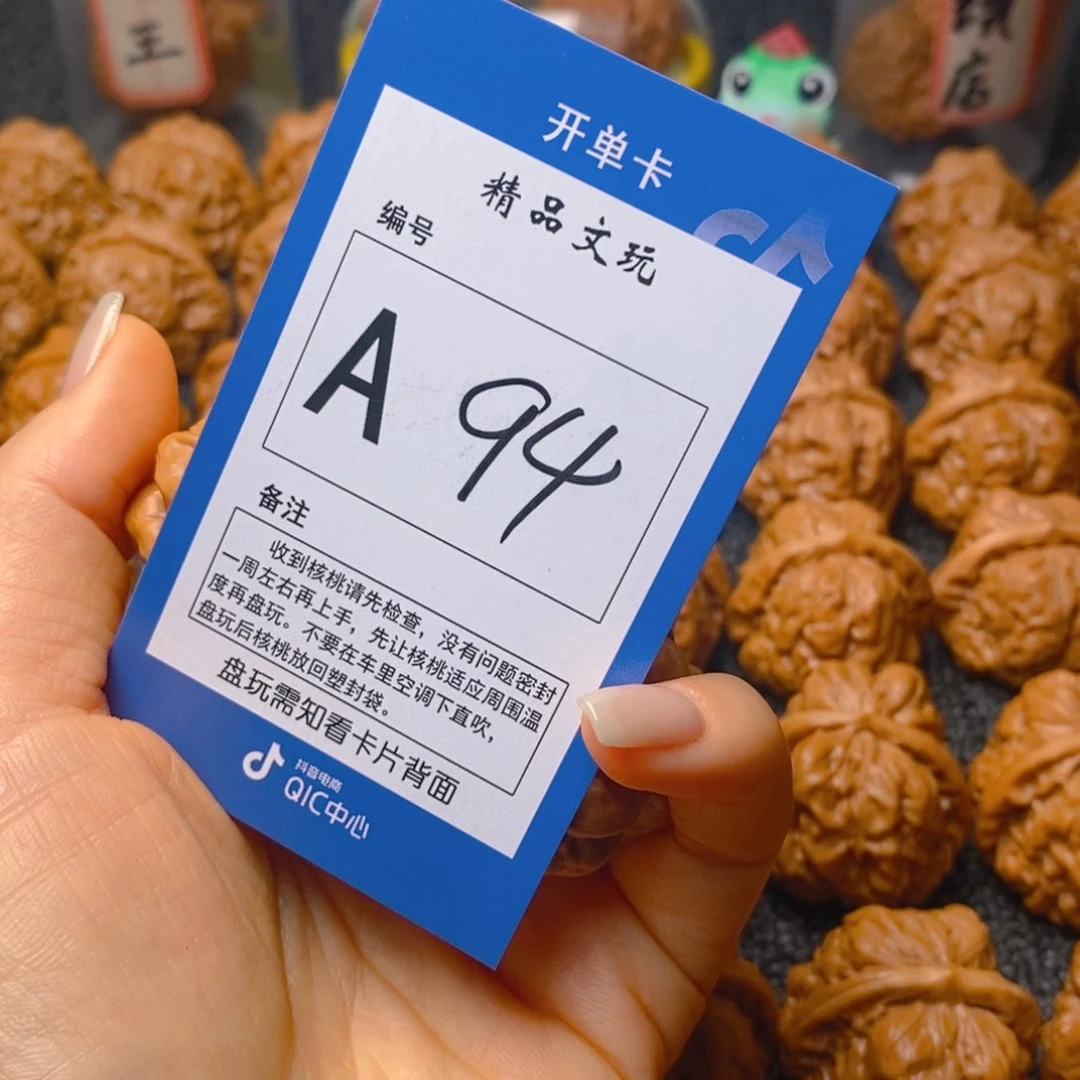 王
店
开单卡
精品文玩
编号
A 94
备注
收到核桃请先检查，没有问题密封
一周左右再上手，先让核桃适应周围温
度再盘玩。不要在车里空调下直吹，
盘玩后核桃放回塑封袋。
盘玩需知看卡片背面
抖音电商
QIC中心